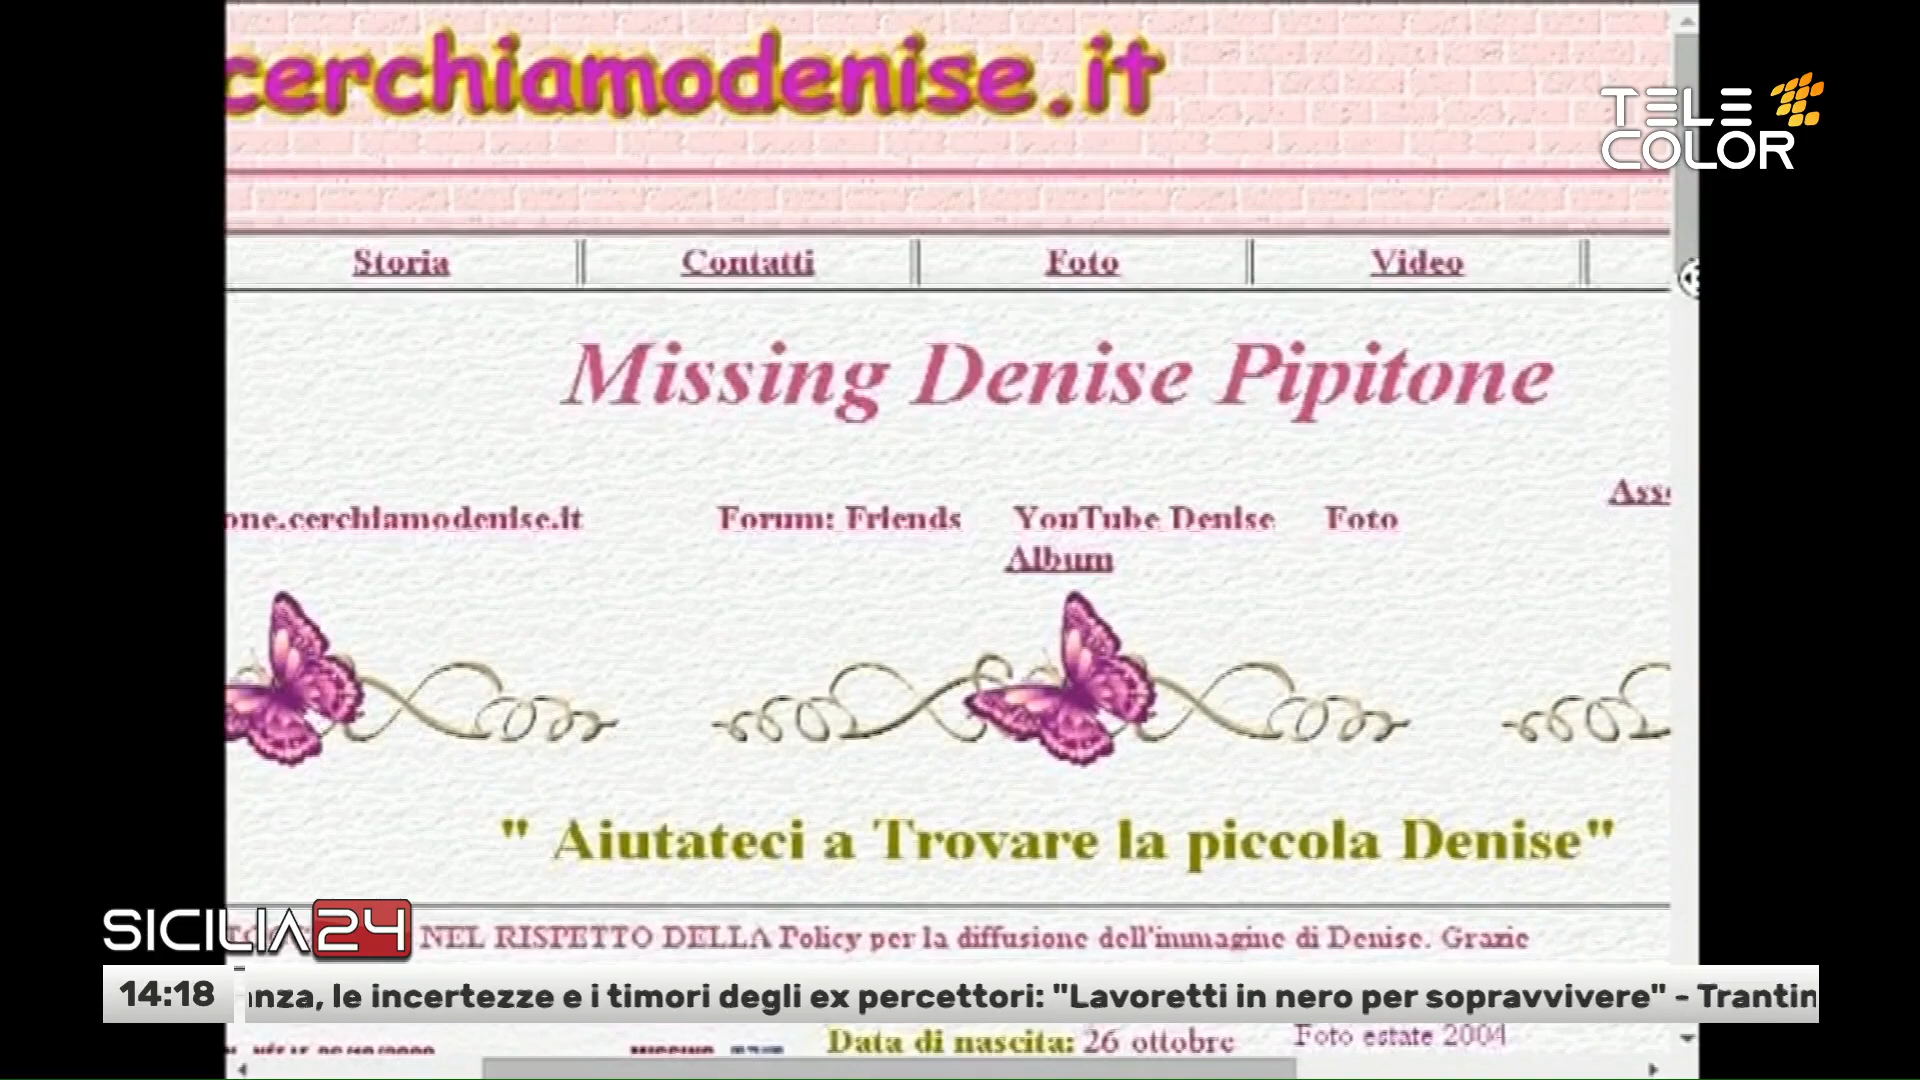 cerchiamodenise.it
TELE
COLOR
Storia Contatti Foto Video
Missing Denise Pipitone
one.cerchiamodenise.it Forum: Friends YouTube Denise Foto
Album
" Aiutateci a Trovare la piccola Denise"
SICILIA24
NEL RISPETTO DELLA Policy per la diffusione dell'immagine di Denise. Grazie
14:18 anza, le incertezze e i timori degli ex percettori: "Lavoretti in nero per sopravvivere" - Trantin
Data di nascita: 26 ottobre Foto estate 2004